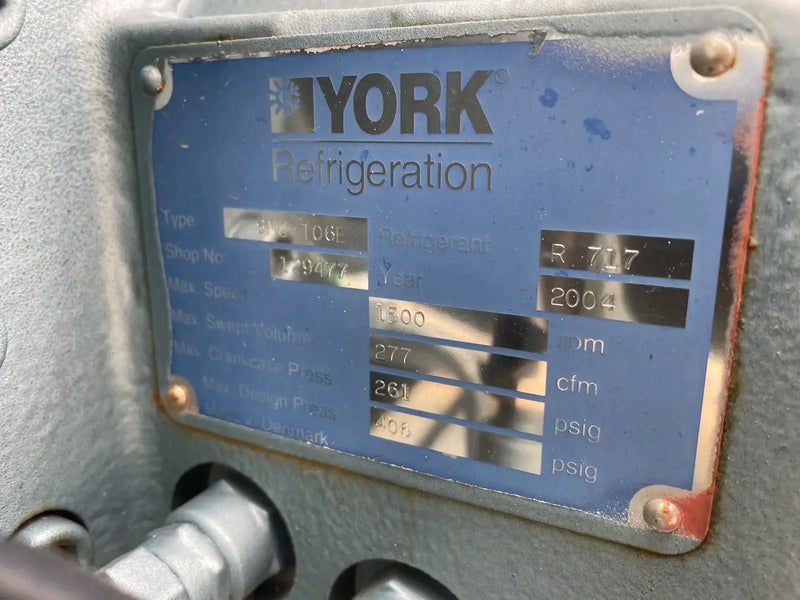 YORK©
Refrigeration
Type 106E Refrigerant R 717
Shop No Year 2004
Max. Speed 1500 rpm
Max. Swept Volume 277 cfm
Max. Crankcase Press 261 psig
Max. Design Press. 406 psig
Denmark